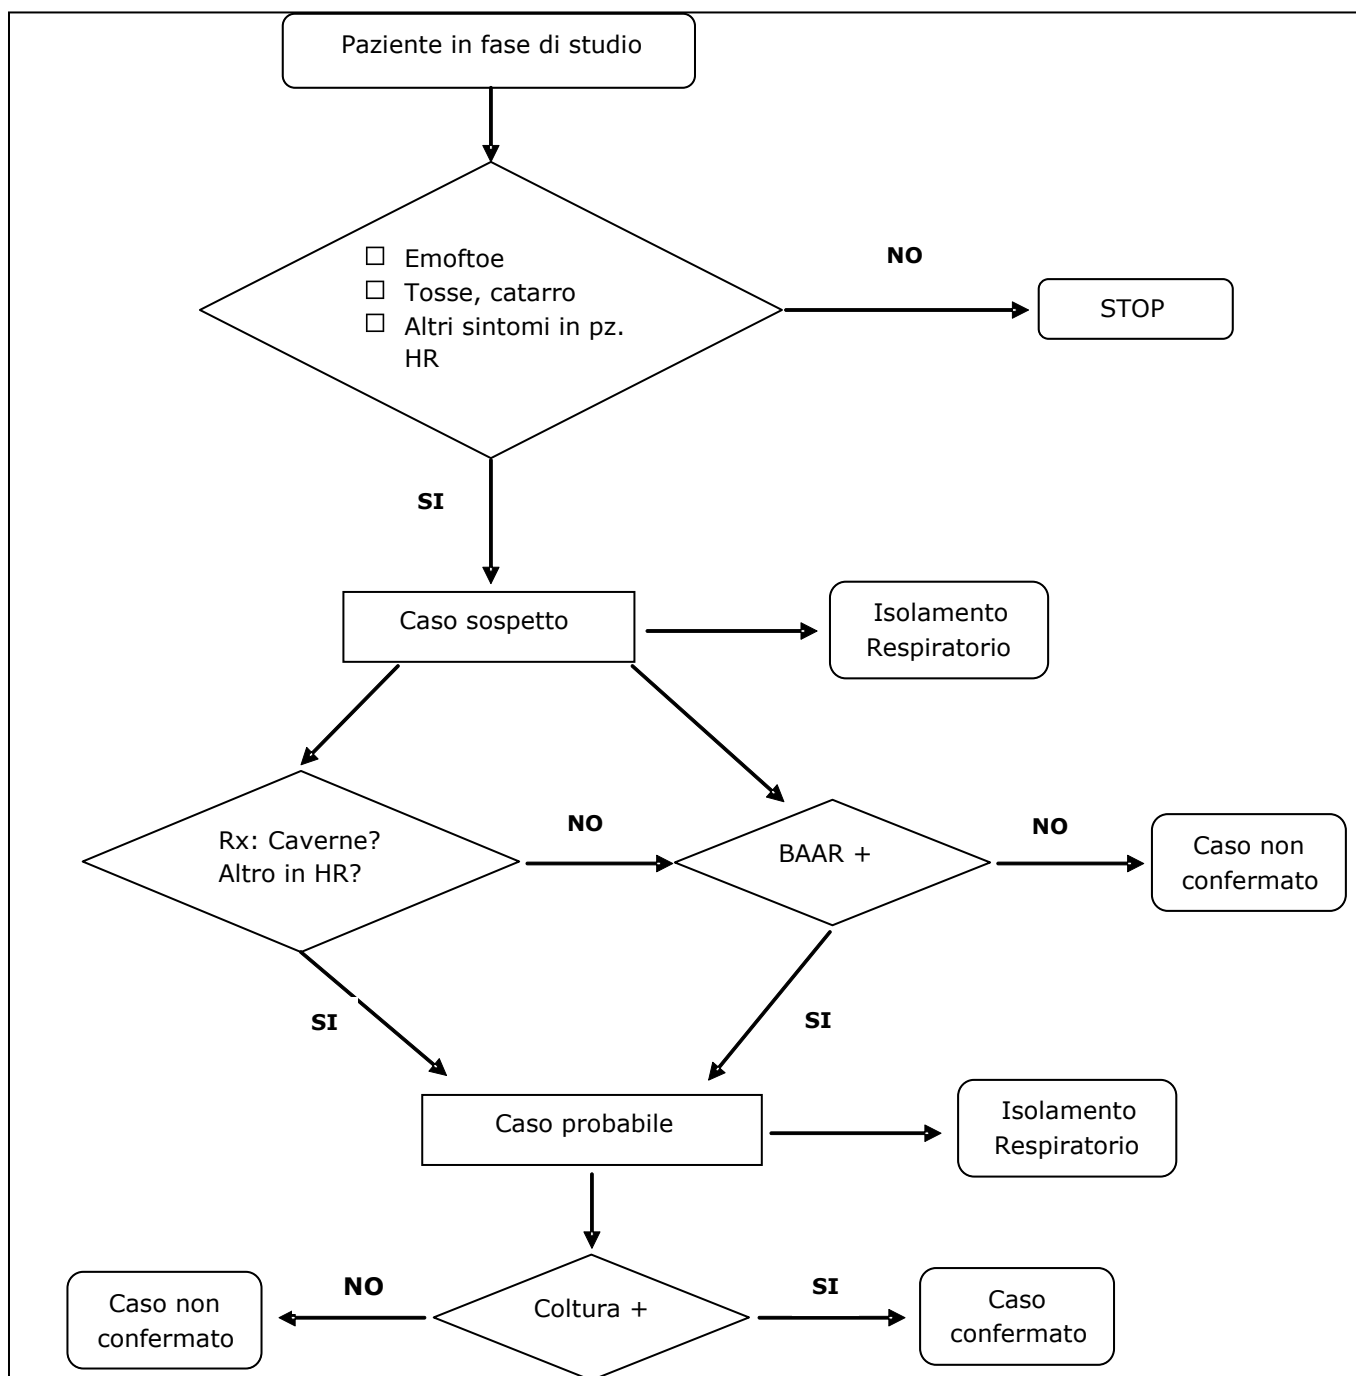 Paziente in fase di studio
☐ Emoftoe
☐ Tosse, catarro
☐ Altri sintomi in pz.
HR
NO
STOP
SI
Caso sospetto
Isolamento
Respiratorio
Rx: Caverne?
Altro in HR?
NO
BAAR +
NO
Caso non
confermato
SI
SI
Caso probabile
Isolamento
Respiratorio
Caso non
confermato
NO
Coltura +
SI
Caso
confermato